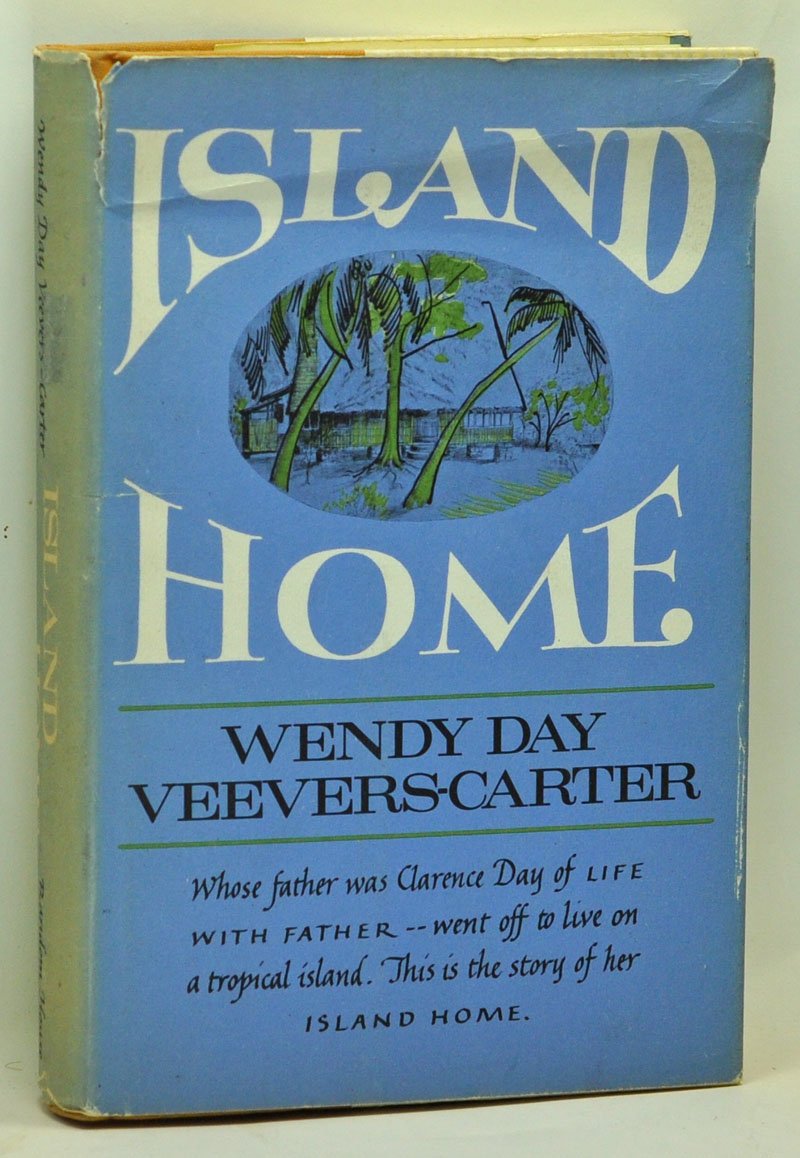 ISLAND
HOME
WENDY DAY
VEEVERS-CARTER
Whose father was Clarence Day of LIFE
WITH FATHER -- went off to live on
a tropical island. This is the story of her
ISLAND HOME.
Wendy Day Veevers-Carter ISLAND Random House